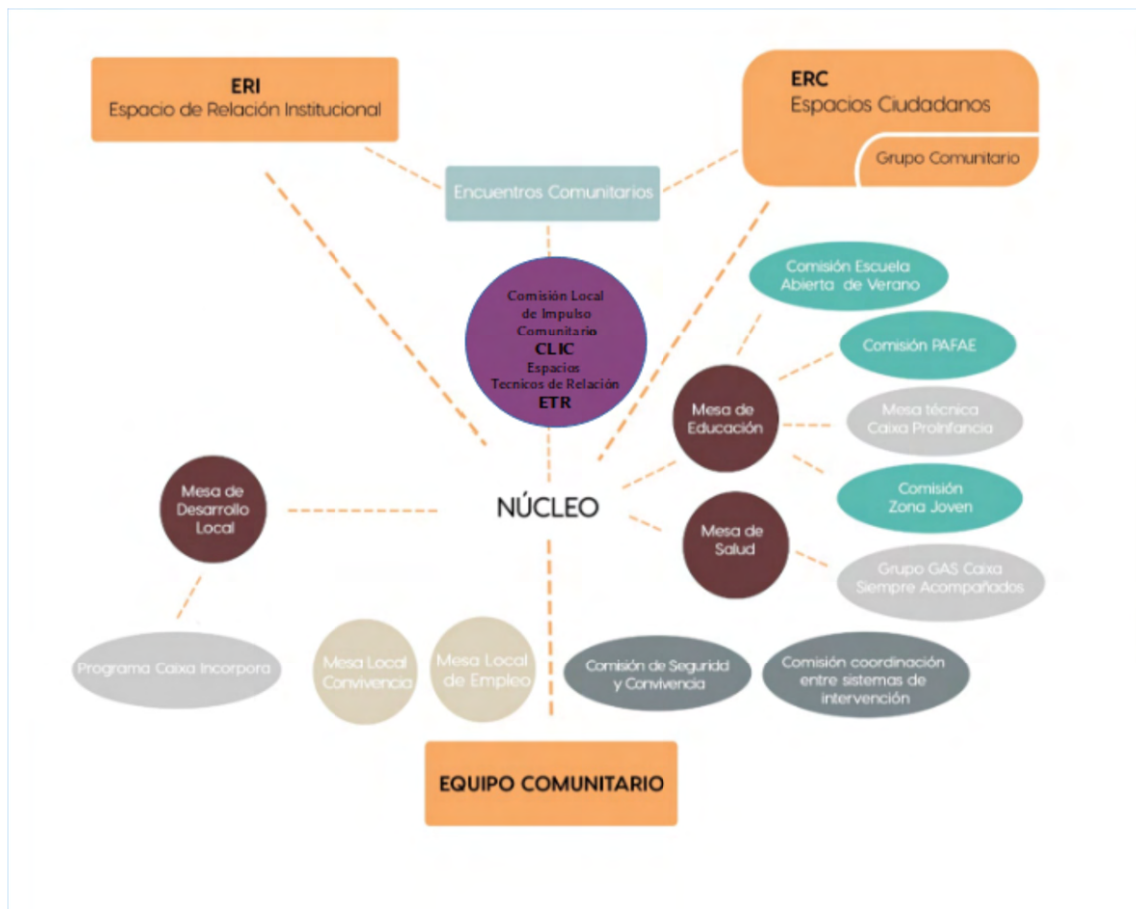 ERI
Espacio de Relación Institucional
ERC
Espacios Ciudadanos
Grupo Comunitario
Encuentros Comunitarios
Comisión Local
de Impulso
Comunitario
CLIC
Espacios
Tecnicos de Relación
ETR
Comisión Escuela
Abierta de Verano
Comisión PAFAE
Mesa de
Educación
Mesa técnica
Caixa ProInfancia
Comisión
Zona Joven
Mesa de
Desarrollo
Local
NÚCLEO
Mesa de
Salud
Grupo GAS Caixa
Siempre Acompañados
Programa Caixa Incorpora
Mesa Local
Convivencia
Mesa Local
de Empleo
Comisión de Seguridd
y Convivencia
Comisión coordinación
entre sistemas de
intervención
EQUIPO COMUNITARIO